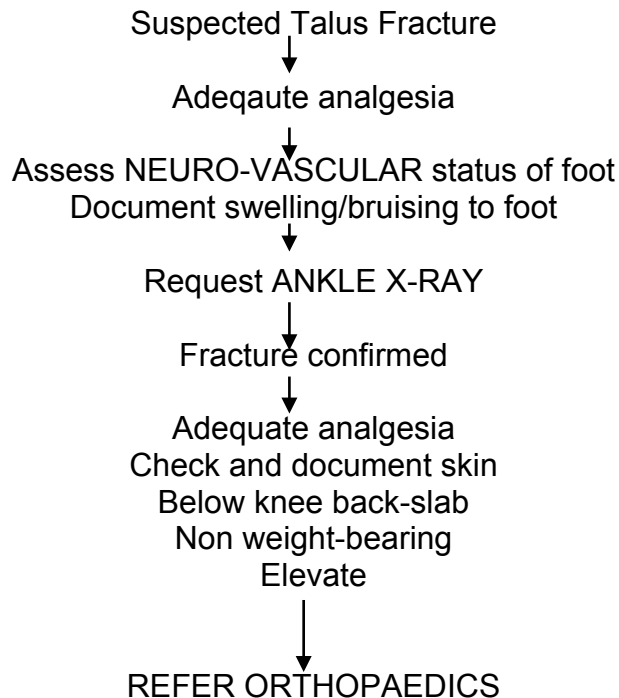 Suspected Talus Fracture
Adeqaute analgesia
Assess NEURO-VASCULAR status of foot
Document swelling/bruising to foot
Request ANKLE X-RAY
Fracture confirmed
Adequate analgesia
Check and document skin
Below knee back-slab
Non weight-bearing
Elevate
REFER ORTHOPAEDICS